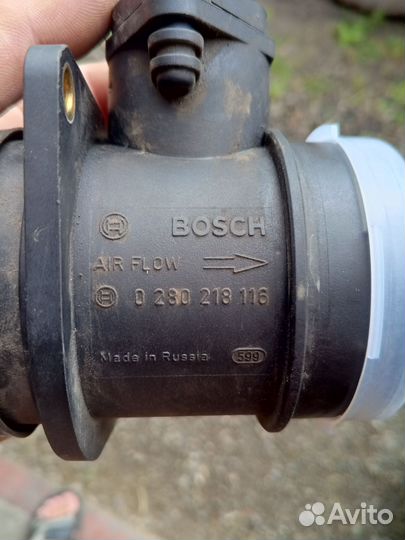 BOSCH
AIR FLOW
0 280 218 116
Made in Russia 599
Avito